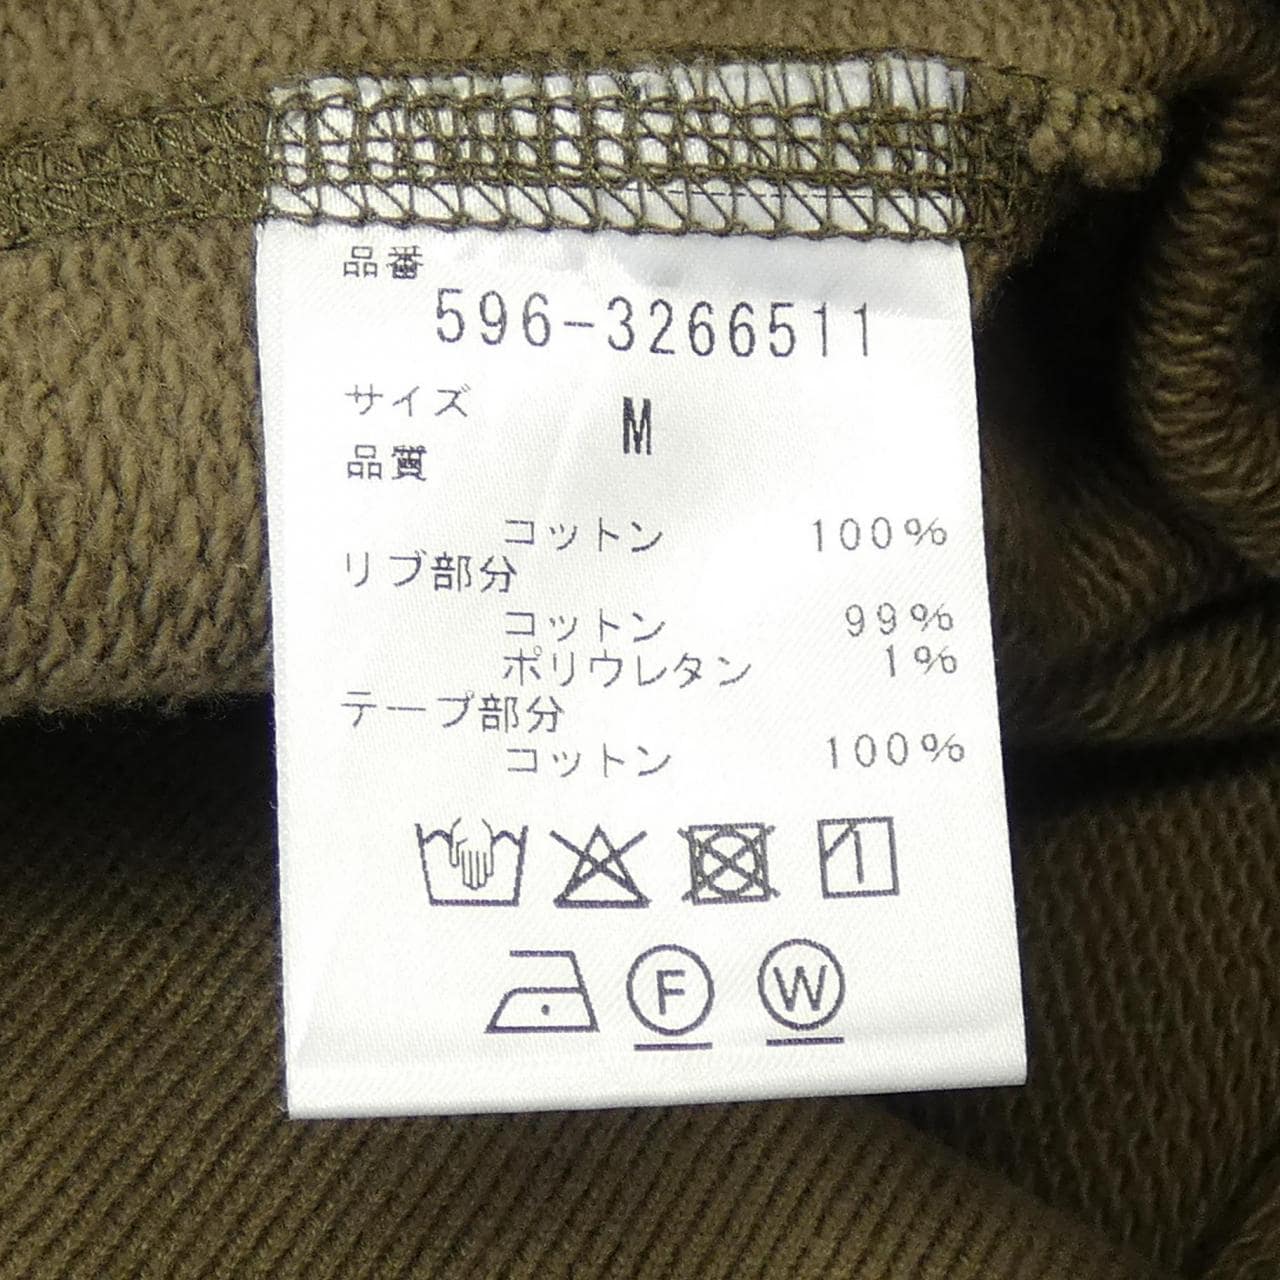 品番
596-3266511
サイズ M
品質
コットン 100%
リブ部分
コットン 99%
ポリウレタン 1%
テープ部分
コットン 100%
F W